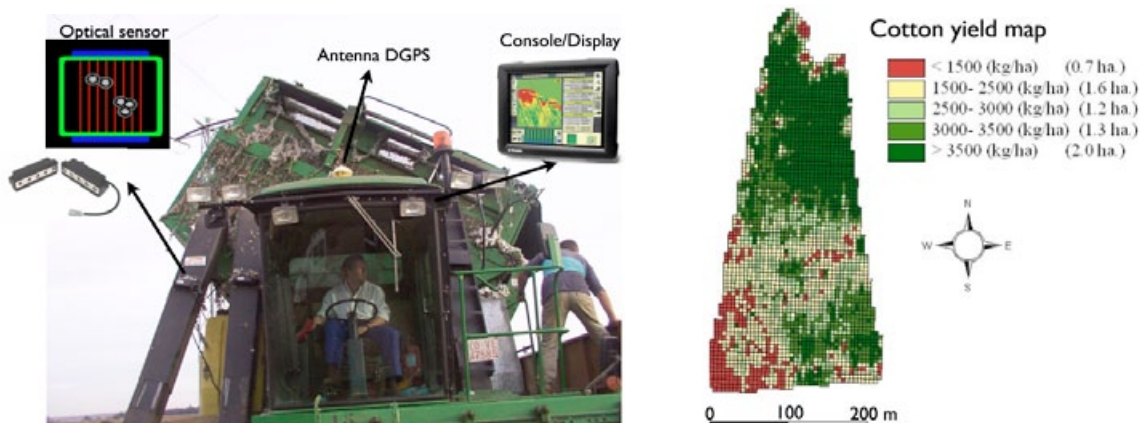 Optical sensor
Antenna DGPS
Console/Display
Cotton yield map
< 1500 (kg/ha) (0.7 ha.)
1500- 2500 (kg/ha) (1.6 ha.)
2500- 3000 (kg/ha) (1.2 ha.)
3000- 3500 (kg/ha) (1.3 ha.)
> 3500 (kg/ha) (2.0 ha.)
N
W E
S
0 100 200 m